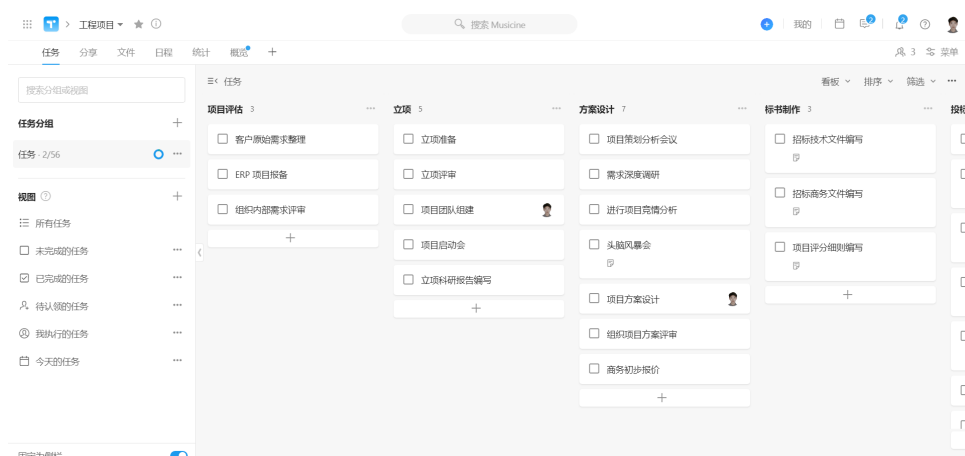 工程项目
搜索 Musicine
我的
2
2
任务 分享 文件 日程 统计 概览
3 菜单
搜索分组或视图
任务分组
任务 · 2/56
视图
所有任务
未完成的任务
已完成的任务
待认领的任务
我执行的任务
今天的任务
任务
看板 排序 筛选
项目评估 3
客户原始需求整理
ERP 项目报备
组织内部需求评审
立项 5
立项准备
立项评审
项目团队组建
项目启动会
立项科研报告编写
方案设计 7
项目策划分析会议
需求深度调研
进行项目竞情分析
头脑风暴会
项目方案设计
组织项目方案评审
商务初步报价
标书制作 3
招标技术文件编写
招标商务文件编写
项目评分细则编写
投标